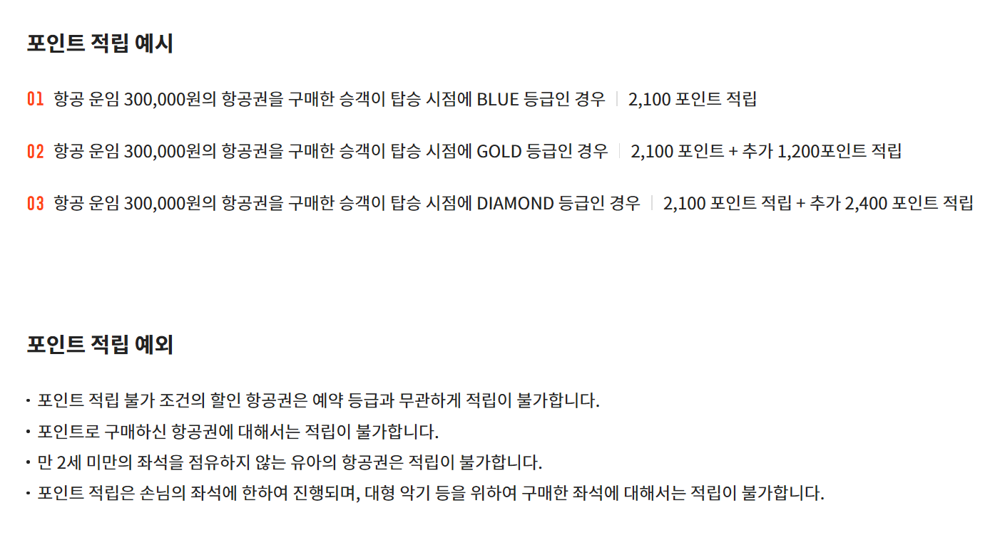 포인트 적립 예시
01 항공 운임 300,000원의 항공권을 구매한 승객이 탑승 시점에 BLUE 등급인 경우 | 2,100 포인트 적립
02 항공 운임 300,000원의 항공권을 구매한 승객이 탑승 시점에 GOLD 등급인 경우 | 2,100 포인트 + 추가 1,200포인트 적립
03 항공 운임 300,000원의 항공권을 구매한 승객이 탑승 시점에 DIAMOND 등급인 경우 | 2,100 포인트 적립 + 추가 2,400 포인트 적립
포인트 적립 예외
· 포인트 적립 불가 조건의 할인 항공권은 예약 등급과 무관하게 적립이 불가합니다.
· 포인트로 구매하신 항공권에 대해서는 적립이 불가합니다.
· 만 2세 미만의 좌석을 점유하지 않는 유아의 항공권은 적립이 불가합니다.
· 포인트 적립은 손님의 좌석에 한하여 진행되며, 대형 악기 등을 위하여 구매한 좌석에 대해서는 적립이 불가합니다.